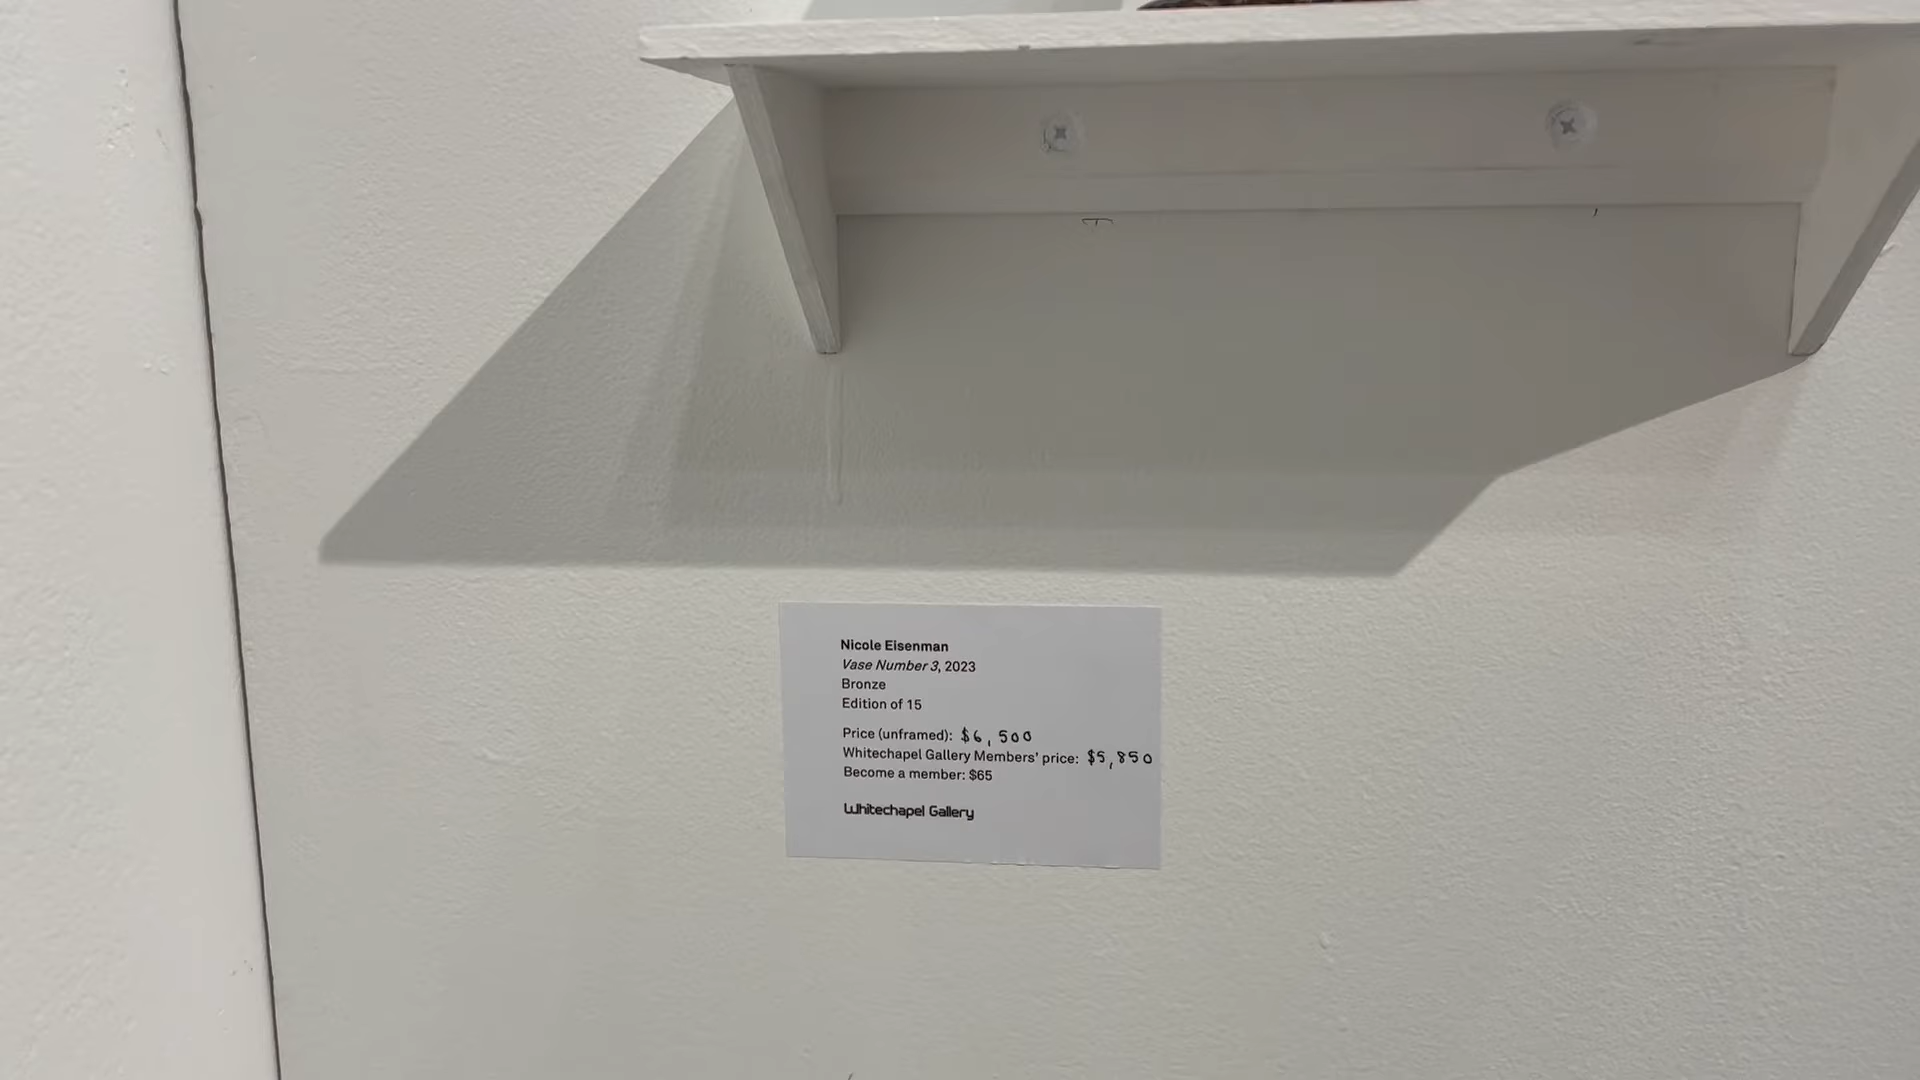 Nicole Eisenman
Vase Number 3, 2023
Bronze
Edition of 15
Price (unframed): $6,500
Whitechapel Gallery Members' price: $5,850
Become a member: $65
Whitechapel Gallery